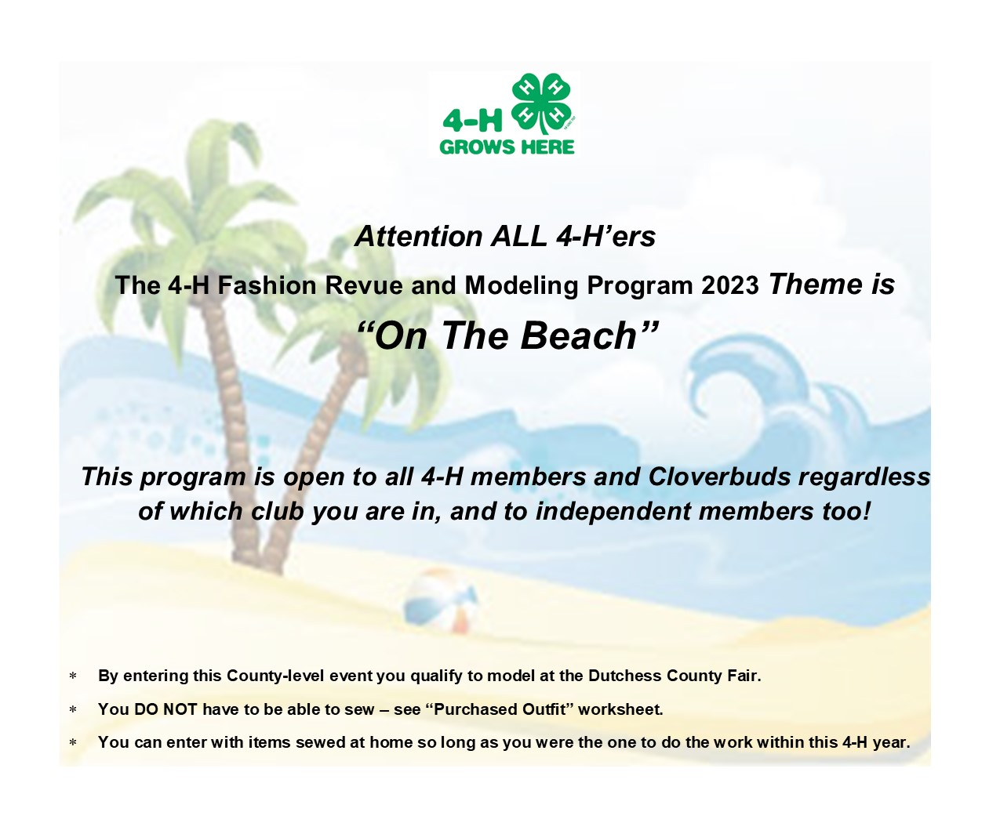 H H
H H
4-H
GROWS HERE
Attention ALL 4-H’ers
The 4-H Fashion Revue and Modeling Program 2023 Theme is
“On The Beach”
This program is open to all 4-H members and Cloverbuds regardless
of which club you are in, and to independent members too!
* By entering this County-level event you qualify to model at the Dutchess County Fair.
* You DO NOT have to be able to sew – see “Purchased Outfit” worksheet.
* You can enter with items sewed at home so long as you were the one to do the work within this 4-H year.